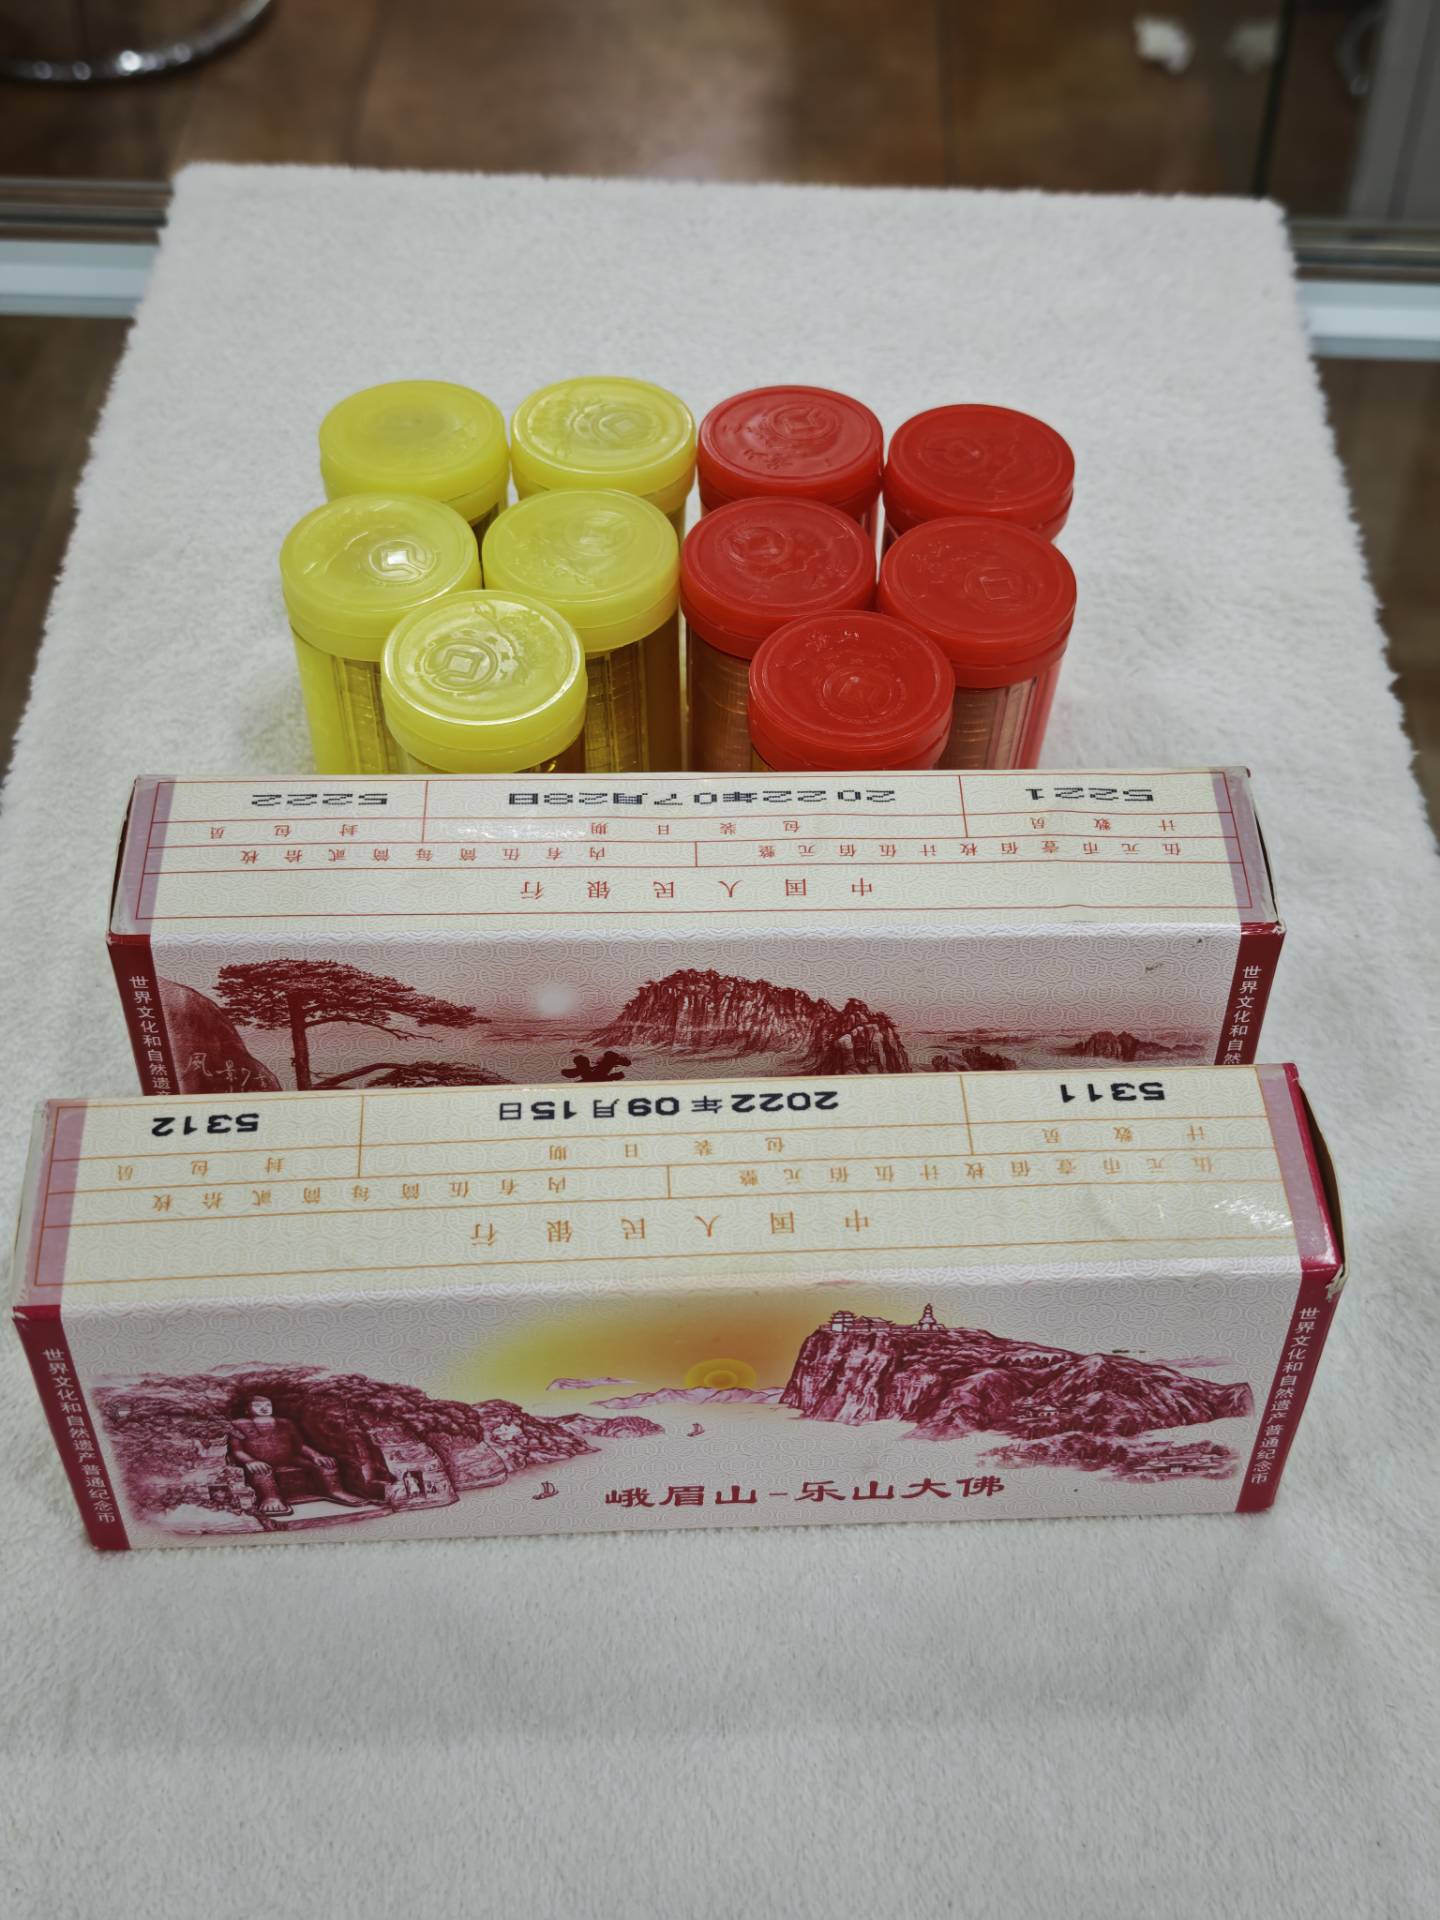 中国人民银行
伍元币壹佰枚计伍佰元整 内有伍筒每筒贰拾枚
计数员 包装日期 封包员
5221 2022年07月28日 5222
世界文化和自然遗
世界文化和自然
中国人民银行
伍元币壹佰枚计伍佰元整 内有伍筒每筒贰拾枚
计数员 包装日期 封包员
5311 2022年09月15日 5312
世界文化和自然遗产普通纪念币
峨眉山-乐山大佛
世界文化和自然遗产普通纪念币